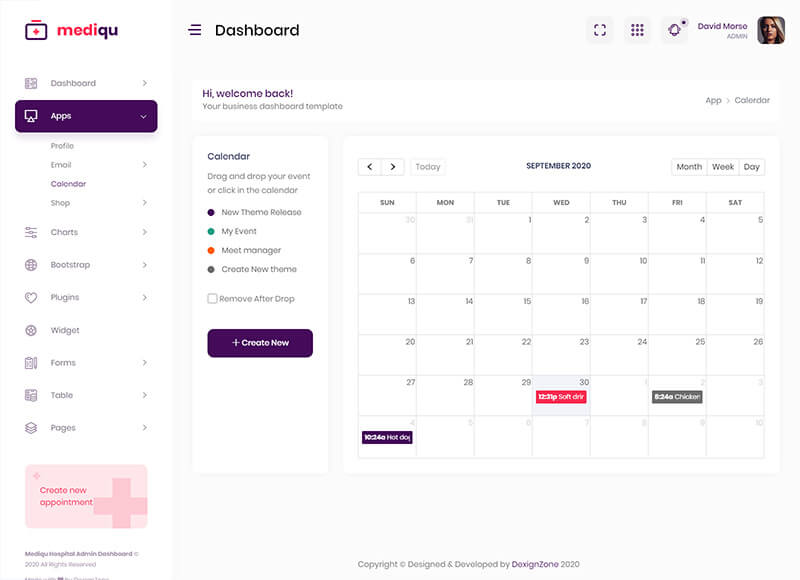 mediqu
Dashboard
David Morse
ADMIN
Dashboard
Apps
Profile
Email
Calendar
Shop
Charts
Bootstrap
Plugins
Widget
Forms
Table
Pages
Create new
appointment
Mediqu Hospital Admin Dashboard ©
2020 All Rights Reserved
Made with by DexignZone
Hi, welcome back!
Your business dashboard template
App > Calerdar
Calendar
Drag and drop your event
or click in the calendar
New Theme Release
My Event
Meet manager
Create New theme
Remove After Drop
+ Create New
< > Today SEPTEMBER 2020 Month Week Day
SUN MON TUE WED THU FRI SAT
30 31 1 2 3 4 5
6 7 8 9 10 11 12
13 14 15 16 17 18 19
20 21 22 23 24 25 26
27 28 29 30 1 2 3
12:31p Soft drir 5:24a Chicken
4 5 6 7 8 9 10
10:24a Hot dog
Copyright © Designed & Developed by DexignZone 2020